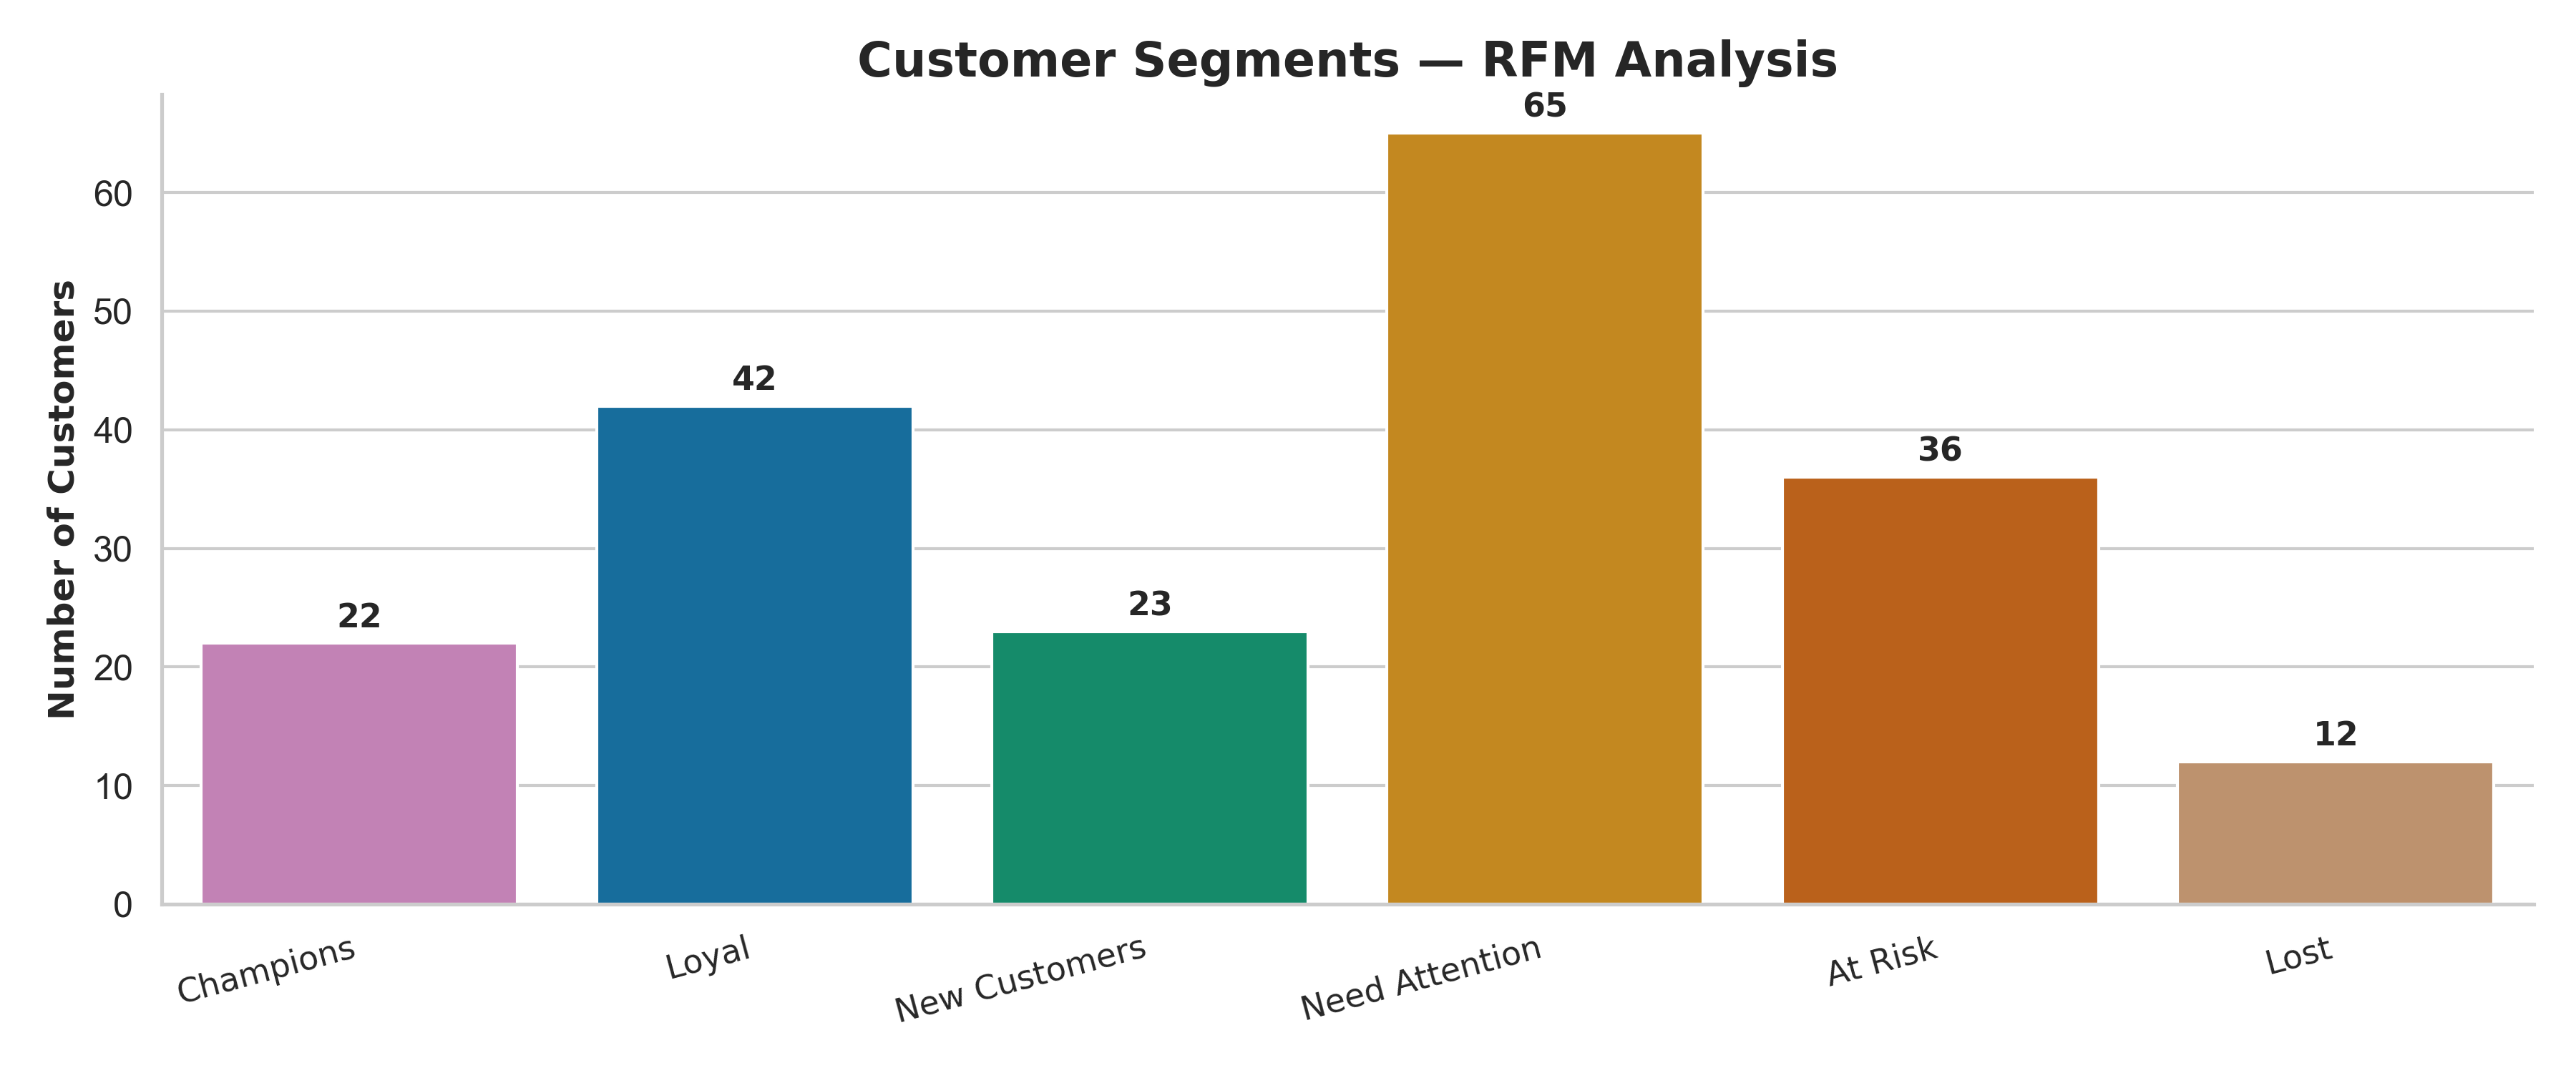 Customer Segments — RFM Analysis
Number of Customers
60
50
40
30
20
10
0
22
42
23
65
36
12
Champions
Loyal
New Customers
Need Attention
At Risk
Lost